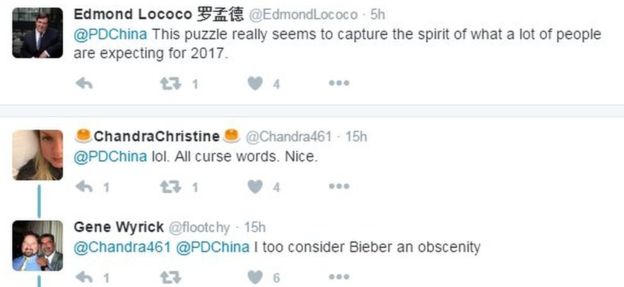 Edmond Lococo 罗孟德 @EdmondLococo · 5h
@PDChina This puzzle really seems to capture the spirit of what a lot of people
are expecting for 2017.
1 4
ChandraChristine @Chandra461 · 15h
@PDChina lol. All curse words. Nice.
1 1 4
Gene Wyrick @flootchy · 15h
@Chandra461 @PDChina I too consider Bieber an obscenity
1 6